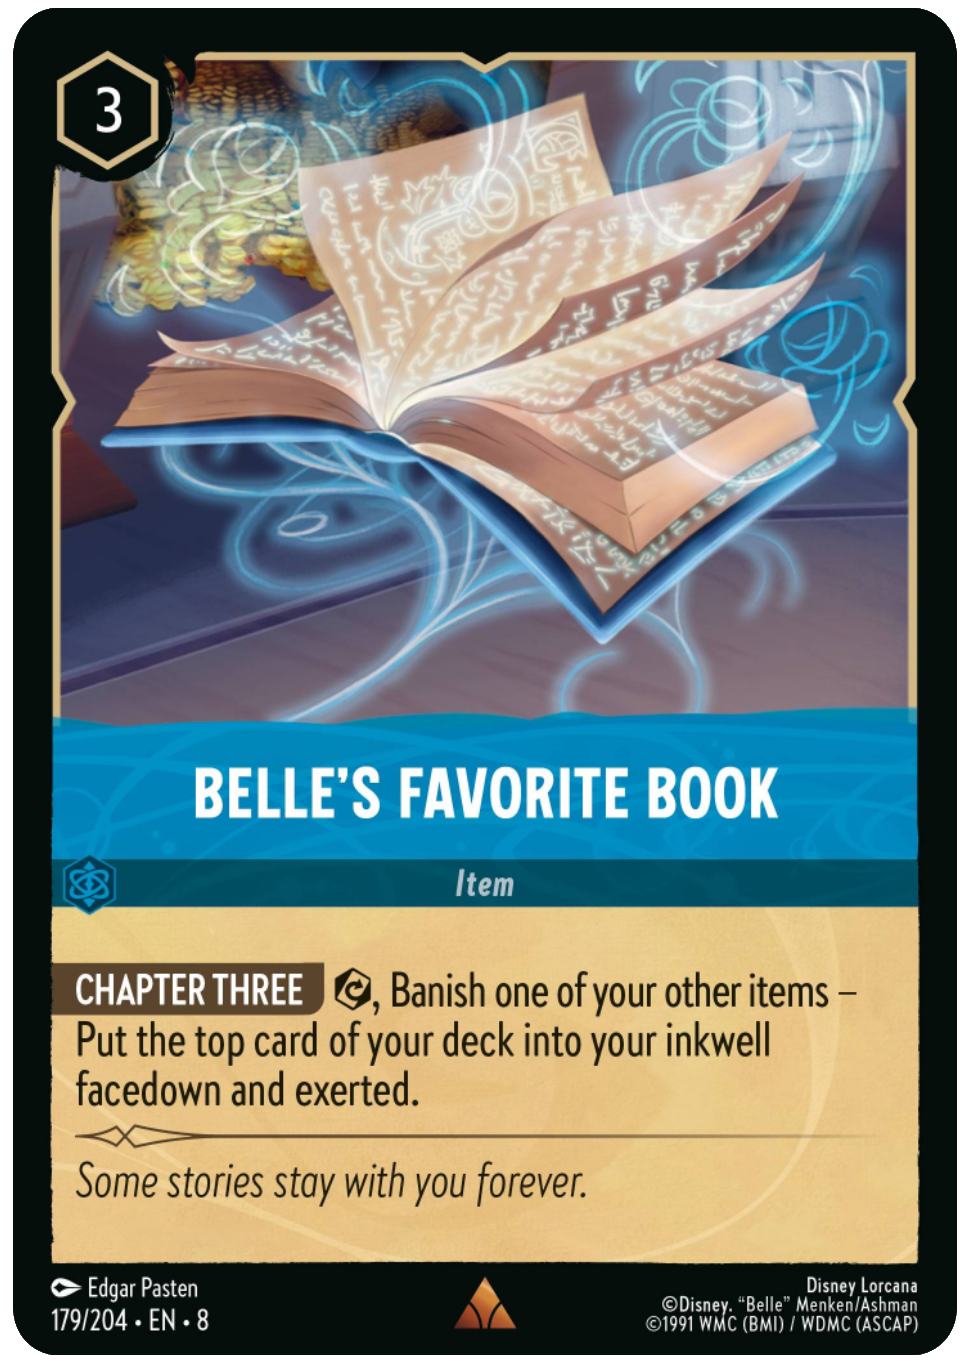 3
BELLE'S FAVORITE BOOK
Item
CHAPTER THREE , Banish one of your other items –
Put the top card of your deck into your inkwell
facedown and exerted.
Some stories stay with you forever.
Edgar Pasten
179/204 • EN • 8
Disney Lorcana
©Disney. “Belle” Menken/Ashman
©1991 WMC (BMI) / WDMC (ASCAP)